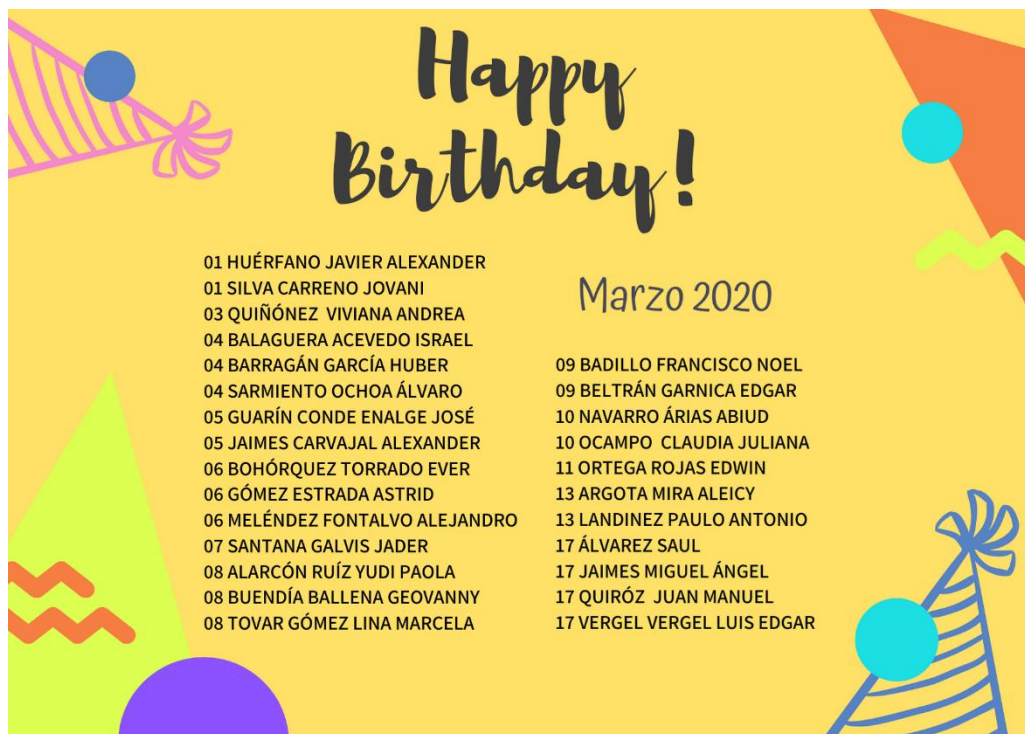 Happy
Birthday!
01 HUÉRFANO JAVIER ALEXANDER
01 SILVA CARRENO JOVANI
03 QUIÑÓNEZ VIVIANA ANDREA
04 BALAGUERA ACEVEDO ISRAEL
04 BARRAGÁN GARCÍA HUBER
04 SARMIENTO OCHOA ÁLVARO
05 GUARÍN CONDE ENALGE JOSÉ
05 JAIMES CARVAJAL ALEXANDER
06 BOHÓRQUEZ TORRADO EVER
06 GÓMEZ ESTRADA ASTRID
06 MELÉNDEZ FONTALVO ALEJANDRO
07 SANTANA GALVIS JADER
08 ALARCÓN RUÍZ YUDI PAOLA
08 BUENDÍA BALLENA GEOVANNY
08 TOVAR GÓMEZ LINA MARCELA
Marzo 2020
09 BADILLO FRANCISCO NOEL
09 BELTRÁN GARNICA EDGAR
10 NAVARRO ÁRIAS ABIUD
10 OCAMPO CLAUDIA JULIANA
11 ORTEGA ROJAS EDWIN
13 ARGOTA MIRA ALEICY
13 LANDINEZ PAULO ANTONIO
17 ÁLVAREZ SAUL
17 JAIMES MIGUEL ÁNGEL
17 QUIRÓZ JUAN MANUEL
17 VERGEL VERGEL LUIS EDGAR